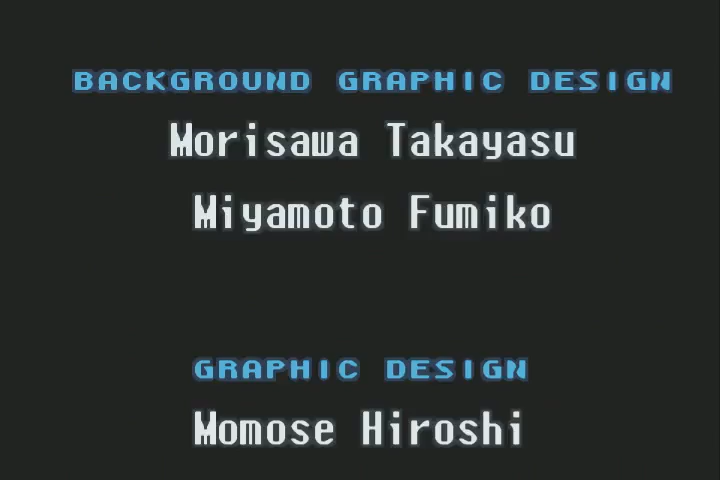 BACKGROUND GRAPHIC DESIGN
Morisawa Takayasu
Miyamoto Fumiko
GRAPHIC DESIGN
Momose Hiroshi